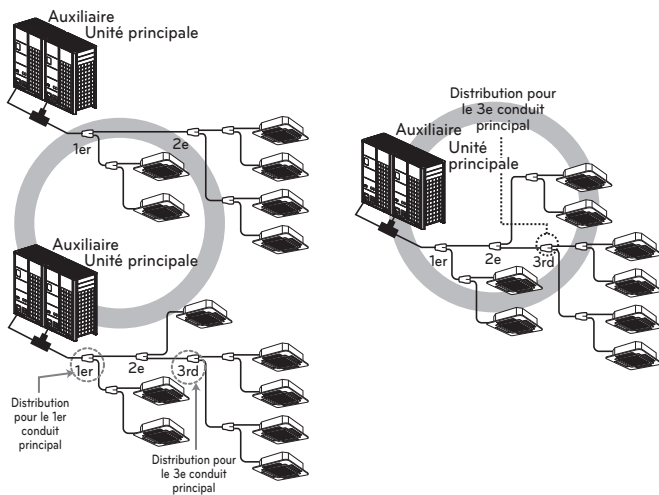 Auxiliaire
Unité principale
1er
2e
Auxiliaire
Unité principale
1er
2e
3rd
Distribution
pour le 1er
conduit
principal
Distribution pour
le 3e conduit
principal
Distribution pour
le 3e conduit
principal
Auxiliaire
Unité
principale
1er
2e
3rd